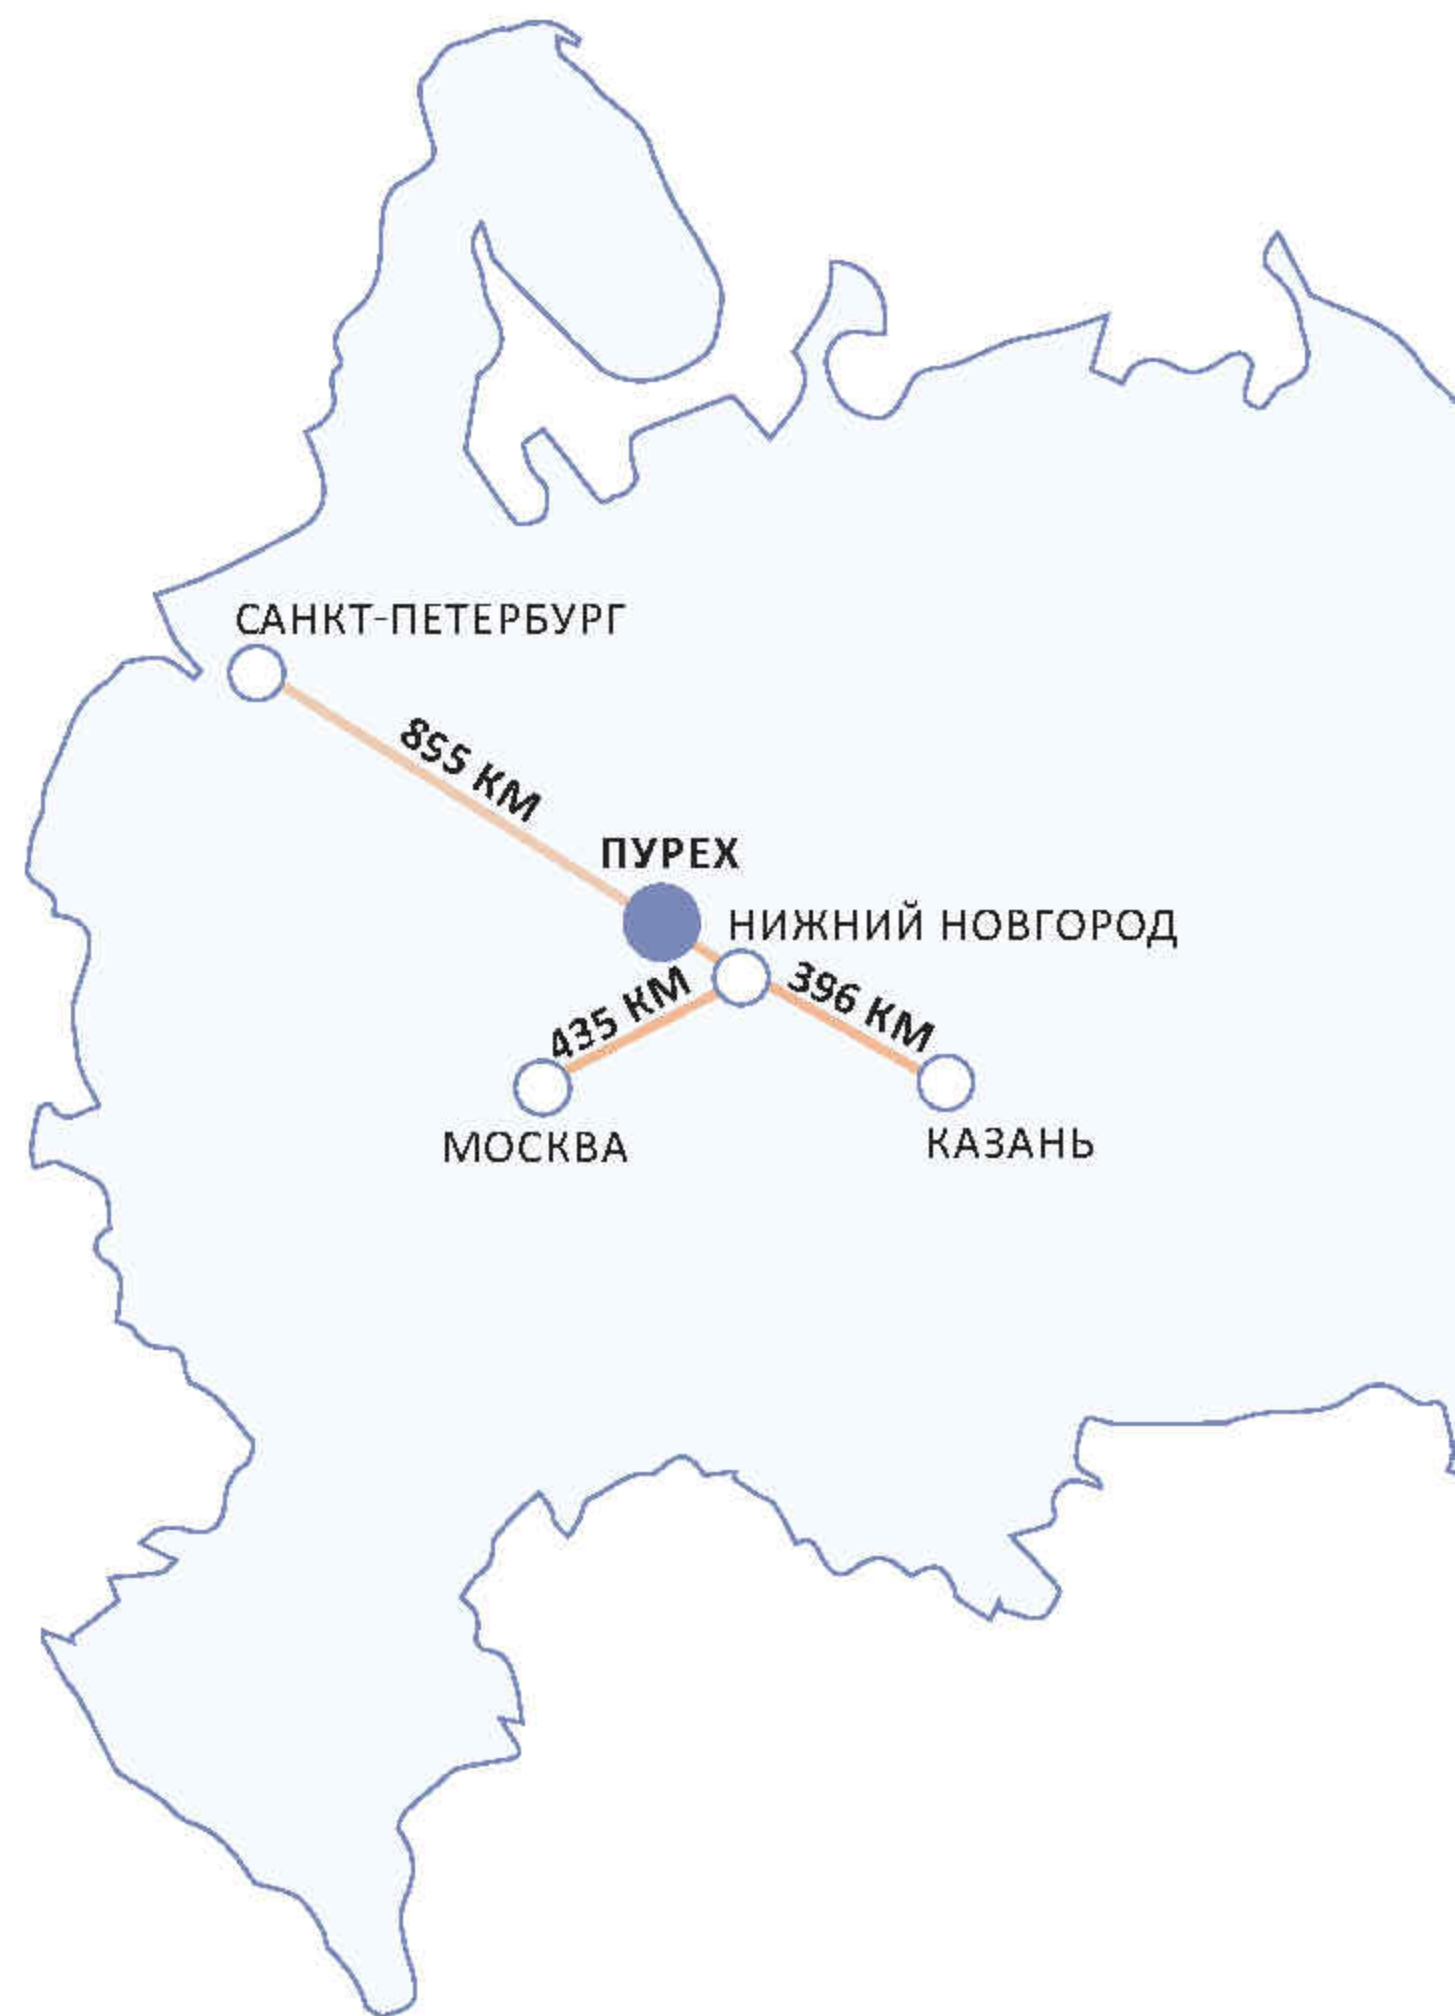 САНКТ-ПЕТЕРБУРГ
855 КМ
ПУРЕХ
НИЖНИЙ НОВГОРОД
435 КМ
396 КМ
МОСКВА
КАЗАНЬ